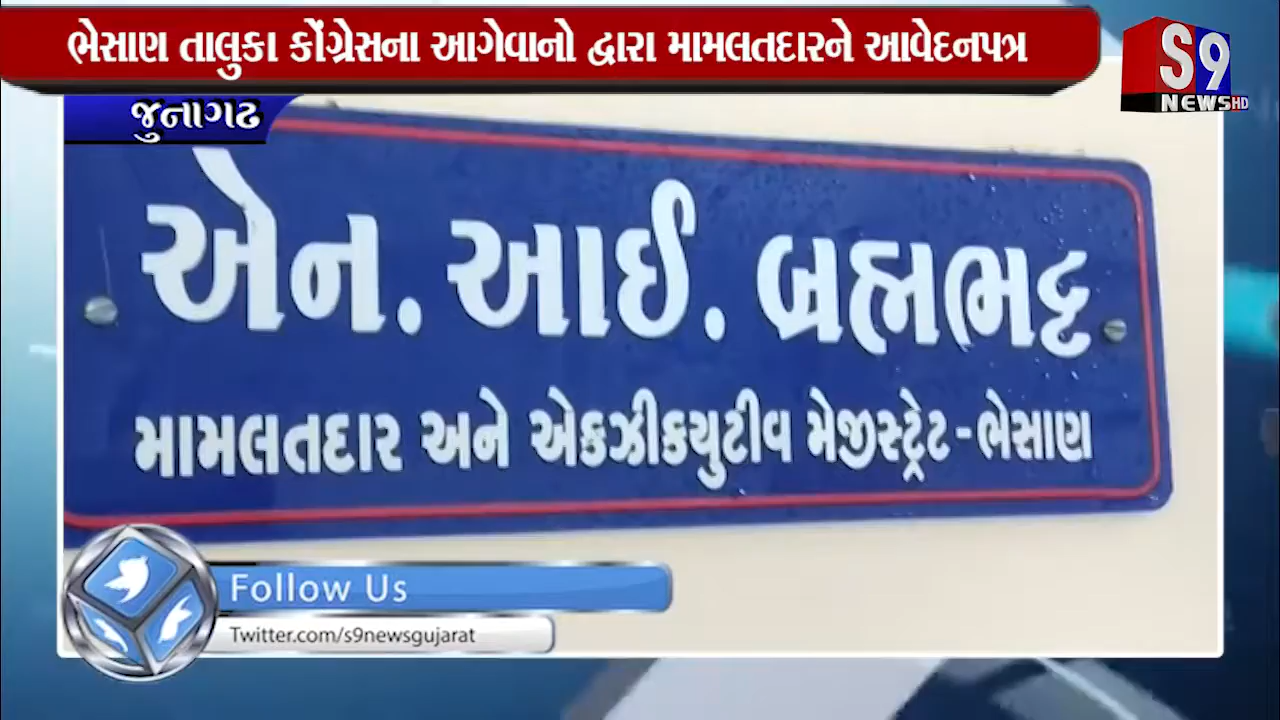 ભેસાણ તાલુકા કોંગ્રેસના આગેવાનો દ્વારા મામલતદારને આવેદનપત્ર
S9
NEWS HD
જુનાગઢ
એન. આઈ. બ્રહ્મભટ્ટ
મામલતદાર અને એકઝીકયુટીવ મેજીસ્ટ્રેટ-ભેસાણ
Follow Us
Twitter.com/s9newsgujarat